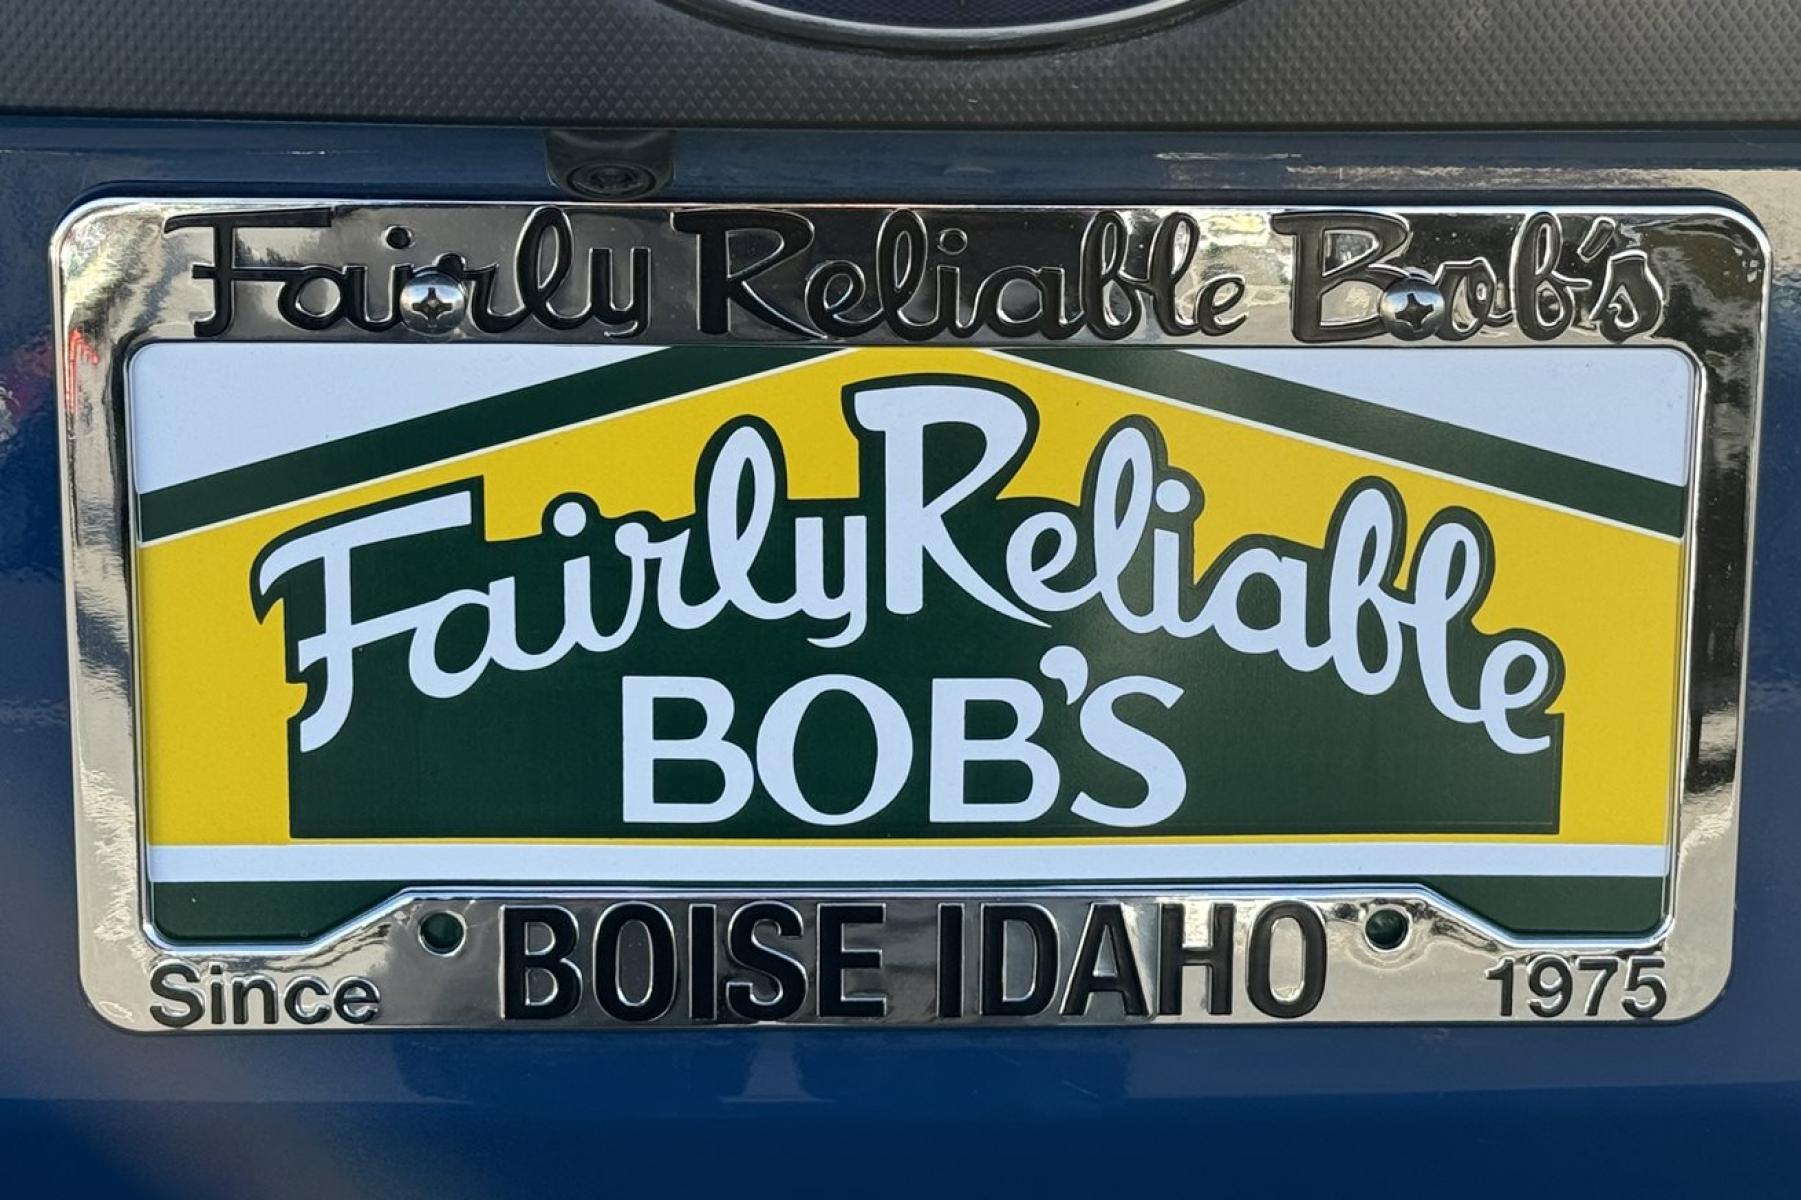 Fairly Reliable Bob's
Fairly Reliable
BOB'S
BOISE IDAHO
Since 1975